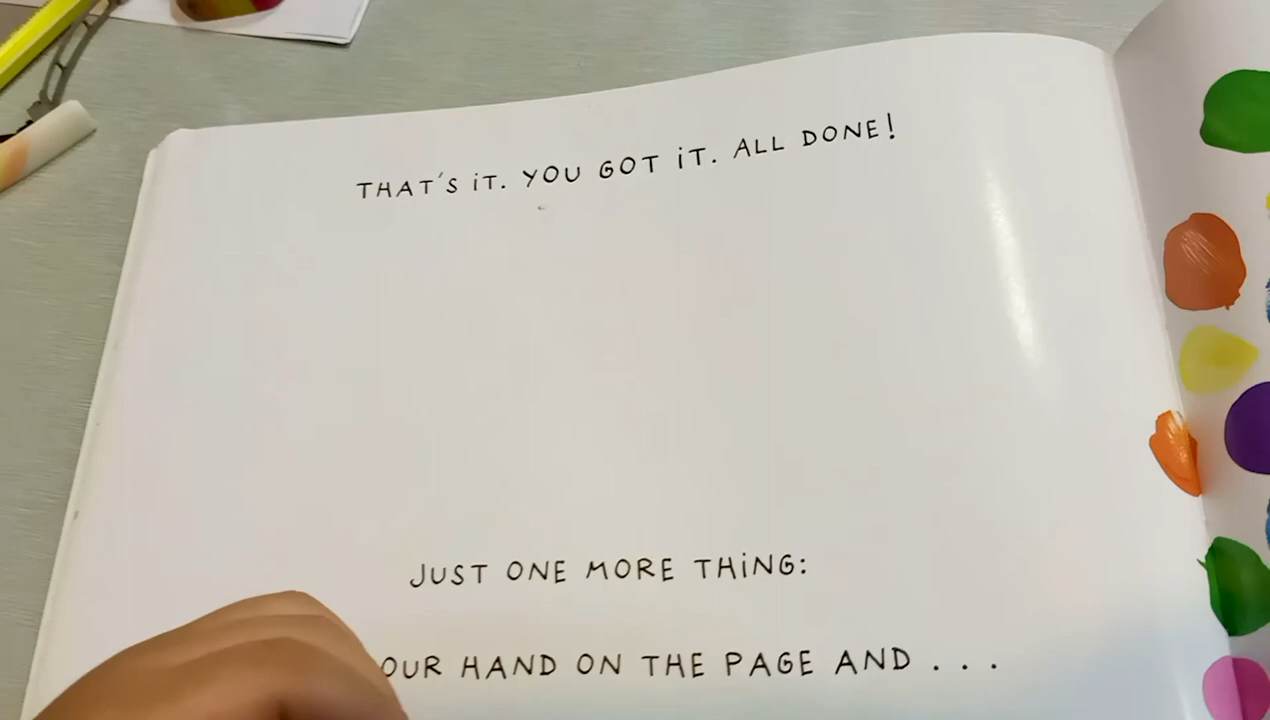 THAT'S iT. YOU GOT iT. ALL DONE!
JUST ONE MORE THiNG:
OUR HAND ON THE PAGE AND . . .